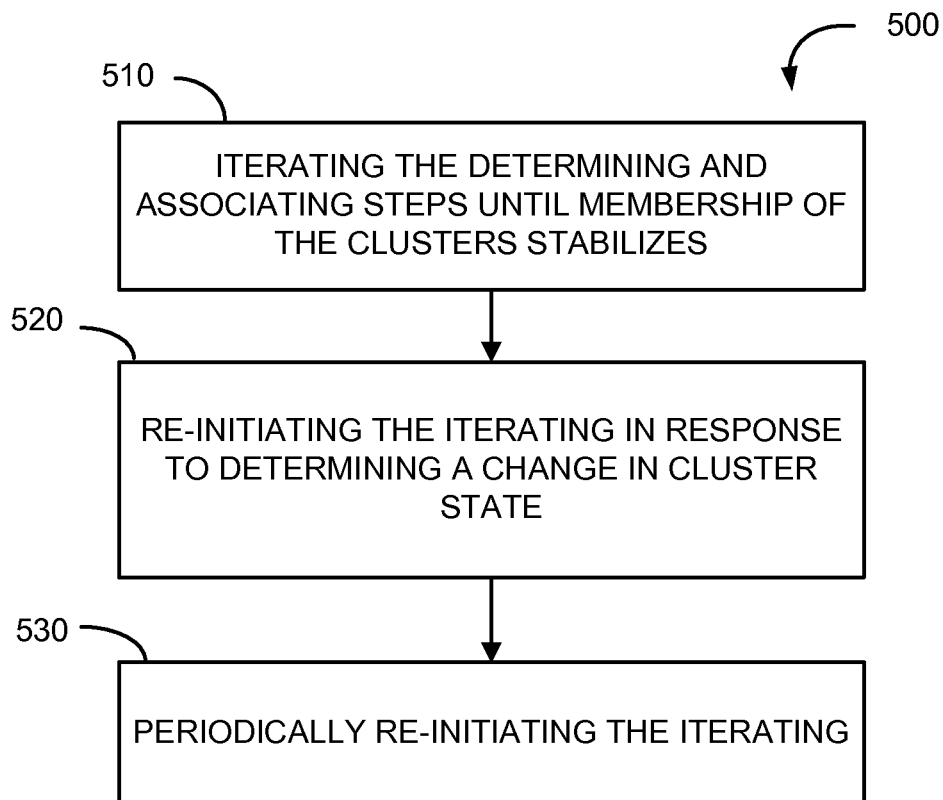 500
510
ITERATING THE DETERMINING AND
ASSOCIATING STEPS UNTIL MEMBERSHIP OF
THE CLUSTERS STABILIZES
520
RE-INITIATING THE ITERATING IN RESPONSE
TO DETERMINING A CHANGE IN CLUSTER
STATE
530
PERIODICALLY RE-INITIATING THE ITERATING